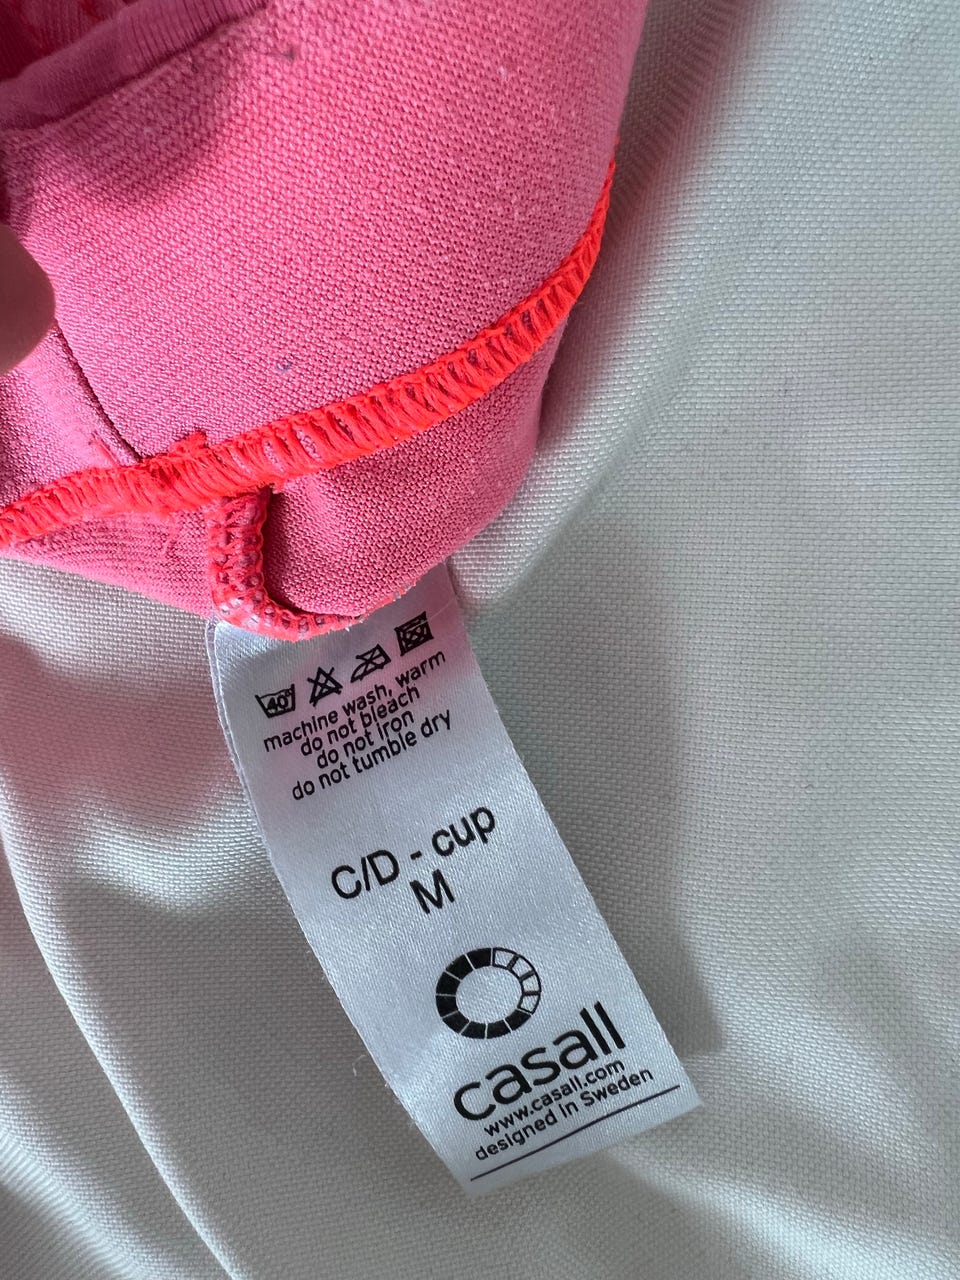 40°
machine wash, warm
do not bleach
do not iron
do not tumble dry
C/D - cup
M
casall
www.casall.com
designed in Sweden